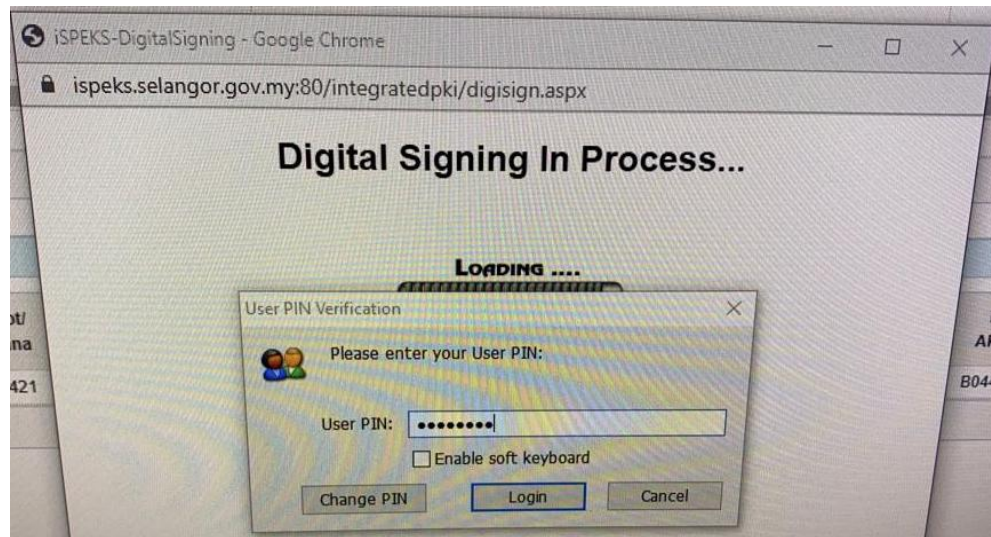 iSPEKS-DigitalSigning - Google Chrome
ispeks.selangor.gov.my:80/integratedpki/digisign.aspx
Digital Signing In Process...
LOADING ....
User PIN Verification
Please enter your User PIN:
User PIN: ••••••••
Enable soft keyboard
Change PIN Login Cancel
ot/
na
421
B04